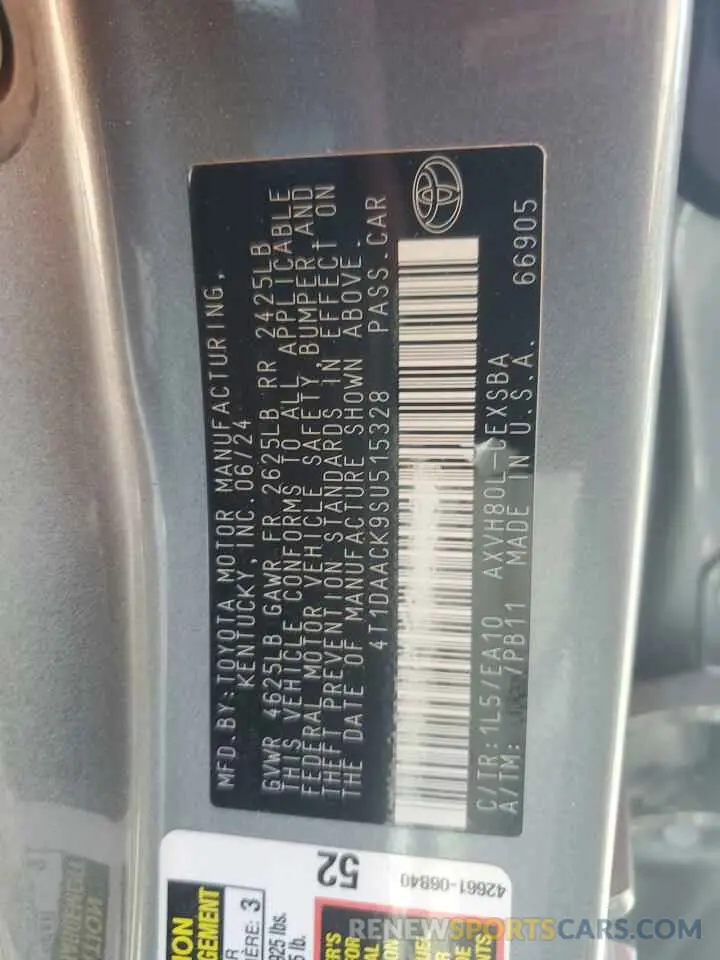 MFD. BY: TOYOTA MOTOR MANUFACTURING,
KENTUCKY, INC. 06/24
GVWR 4625LB GAWR FR 2625LB RR 2425LB
THIS VEHICLE CONFORMS TO ALL APPLICABLE
FEDERAL MOTOR VEHICLE SAFETY, BUMPER, AND
THEFT PREVENTION STANDARDS IN EFFECT ON
THE DATE OF MANUFACTURE SHOWN ABOVE.
4T1DAACK9SU515328 PASS.CAR
C/TR:1L5/EA10 AXVH80L-CEXSBA
A/TM: /PB11 MADE IN U.S.A. 66905
52
42661-06B40
3
925 lbs.
RENEWSPORTSCARS.COM